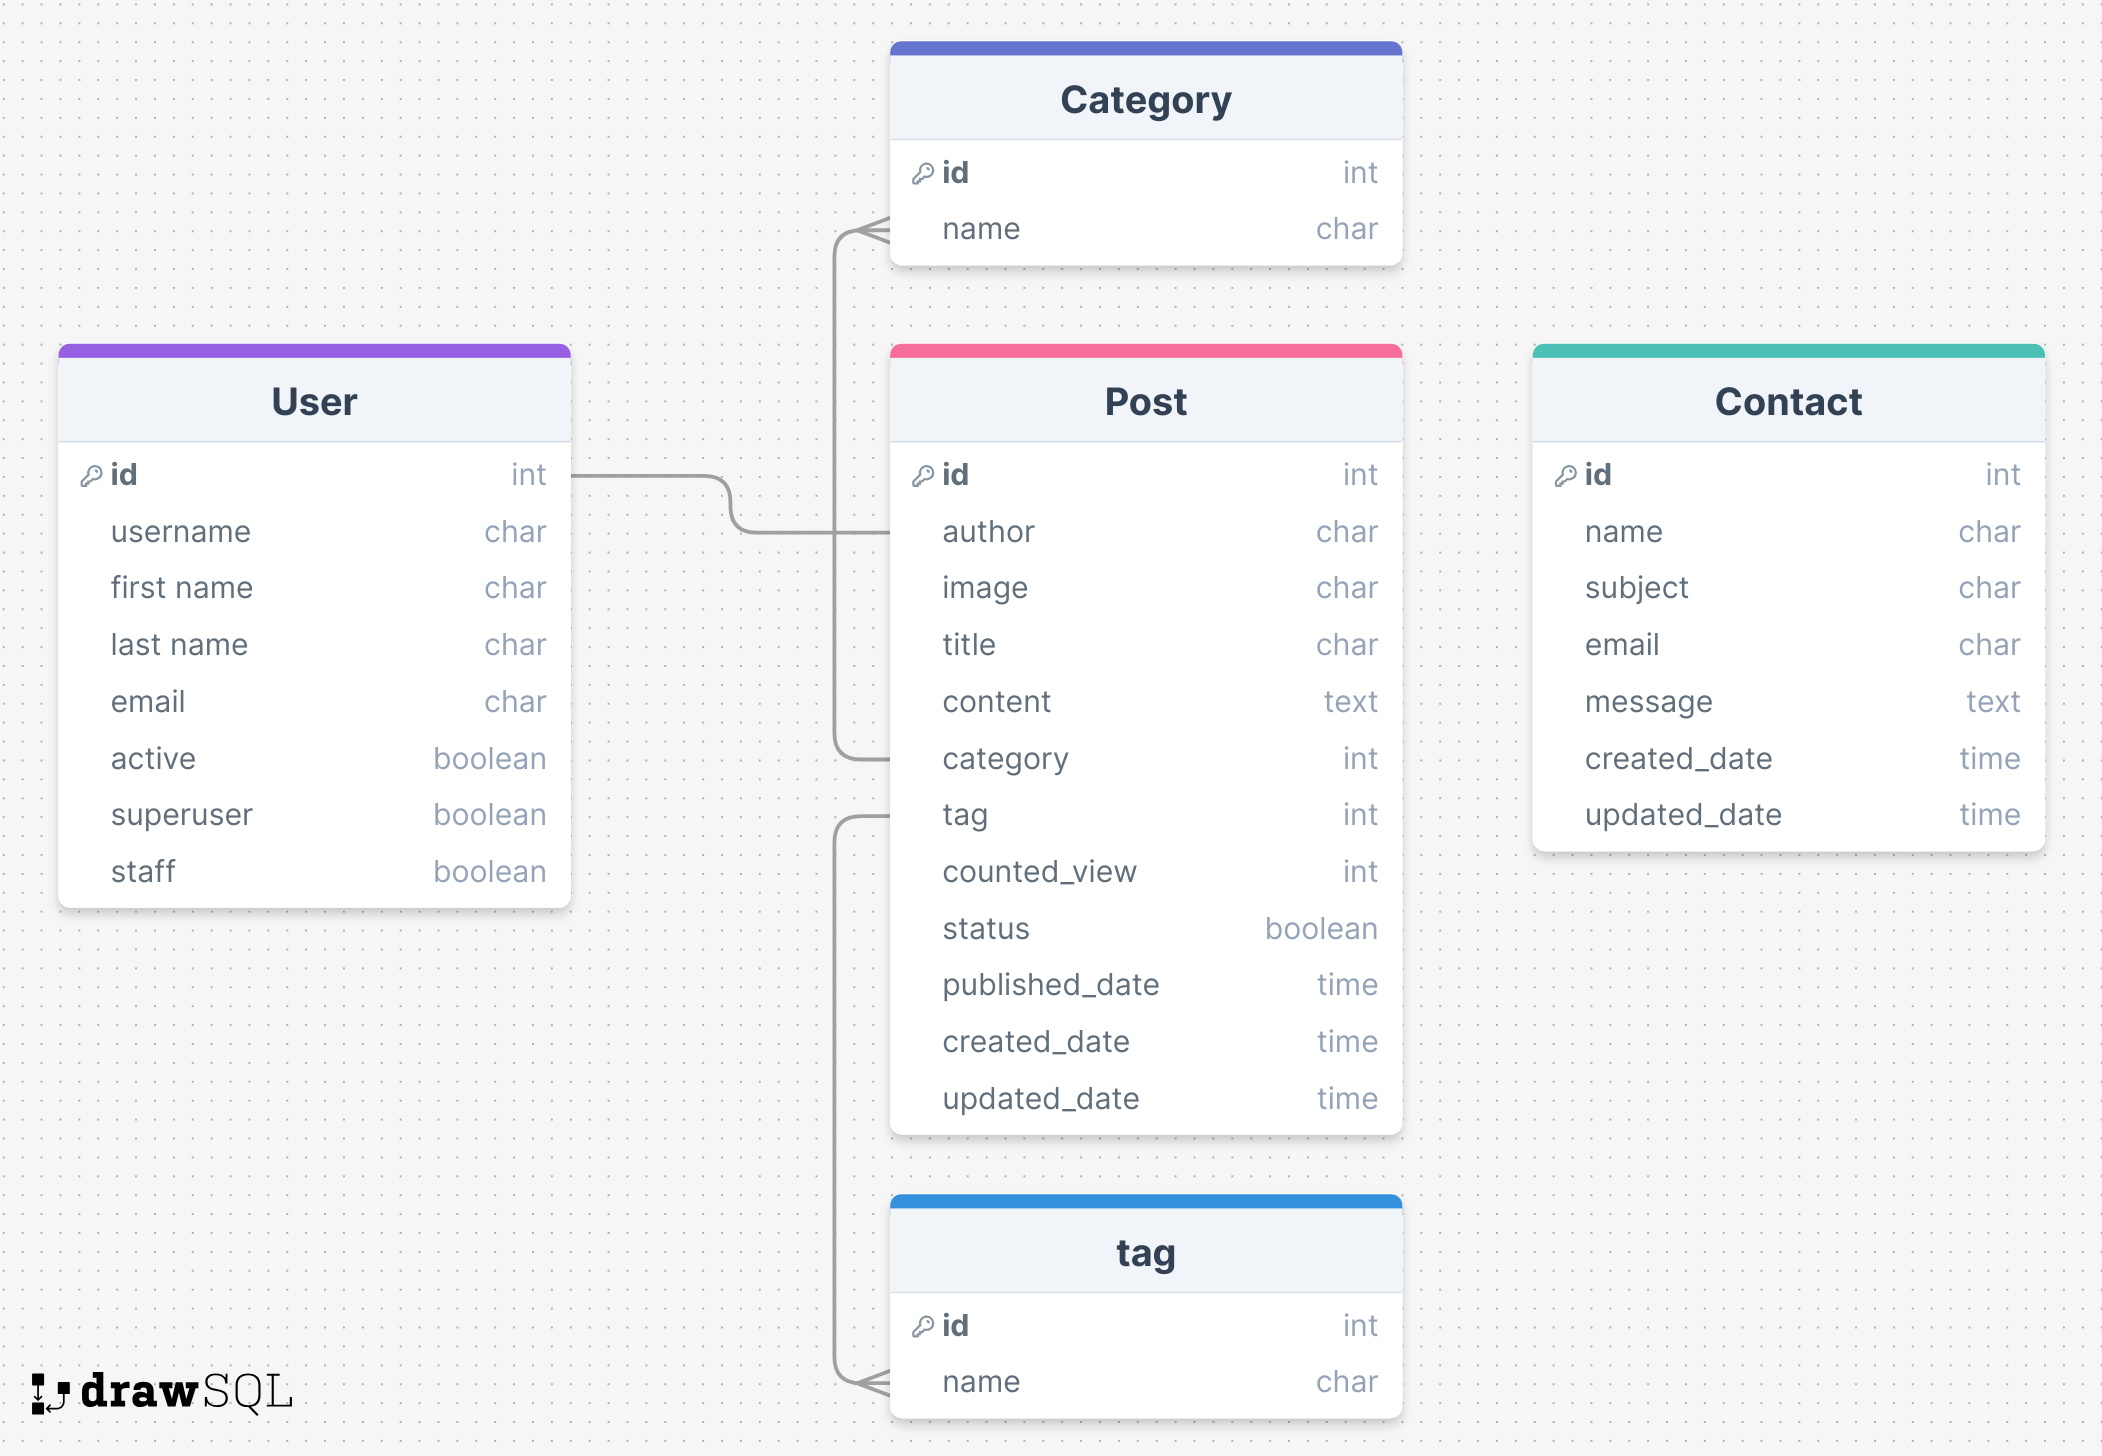 Category
id int
name char
User
id int
username char
first name char
last name char
email char
active boolean
superuser boolean
staff boolean
Post
id int
author char
image char
title char
content text
category int
tag int
counted_view int
status boolean
published_date time
created_date time
updated_date time
Contact
id int
name char
subject char
email char
message text
created_date time
updated_date time
tag
id int
name char
drawSQL